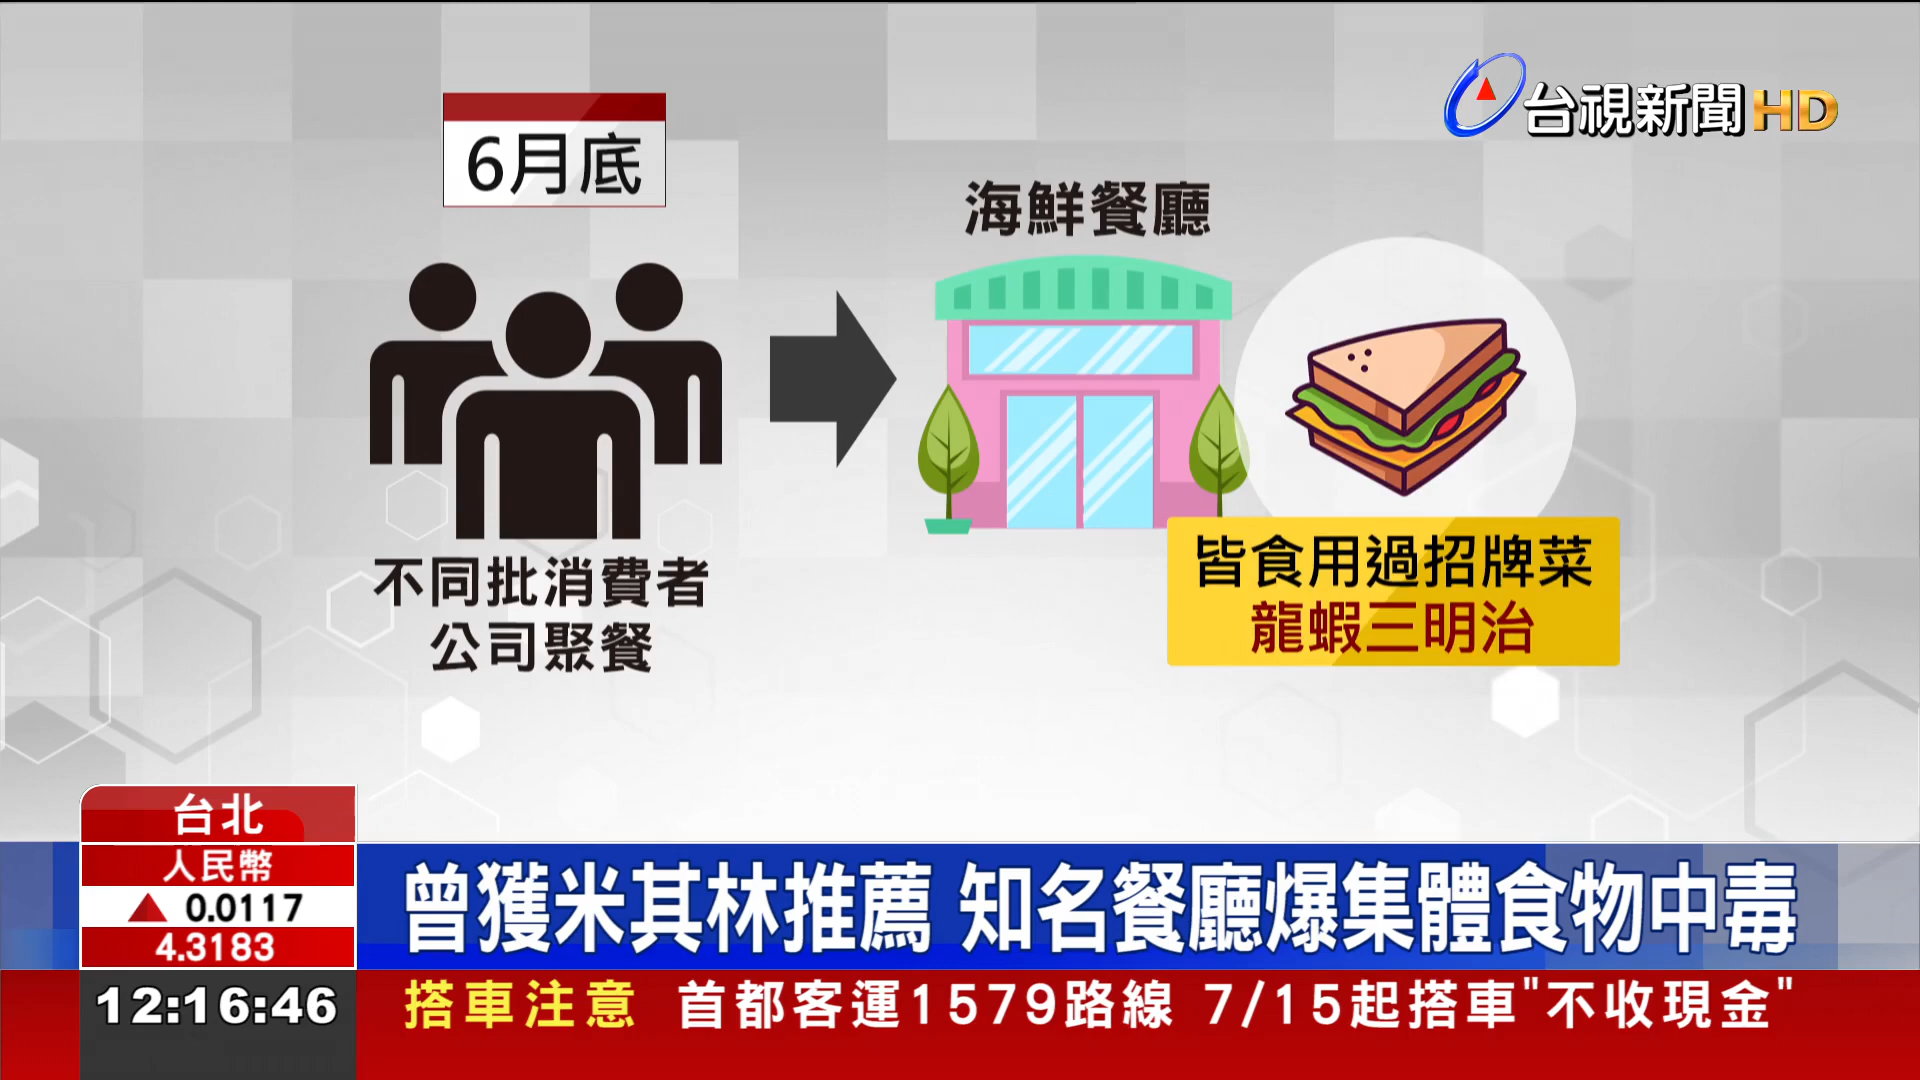 台視新聞HD
6月底
海鮮餐廳
不同批消費者
公司聚餐
皆食用過招牌菜
龍蝦三明治
台北
人民幣
▲ 0.0117
4.3183
12:16:46
曾獲米其林推薦 知名餐廳爆集體食物中毒
搭車注意 首都客運1579路線 7/15起搭車"不收現金"